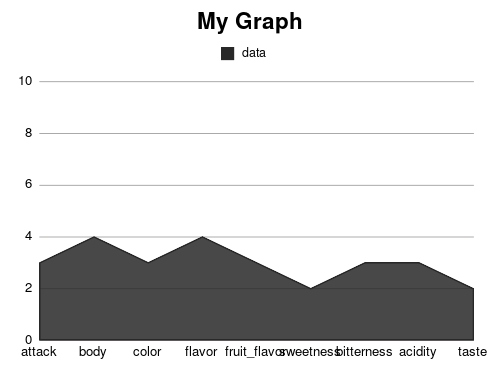 My Graph
data
10
8
6
4
2
0
attack body color flavor fruit_flavor sweetness bitterness acidity taste